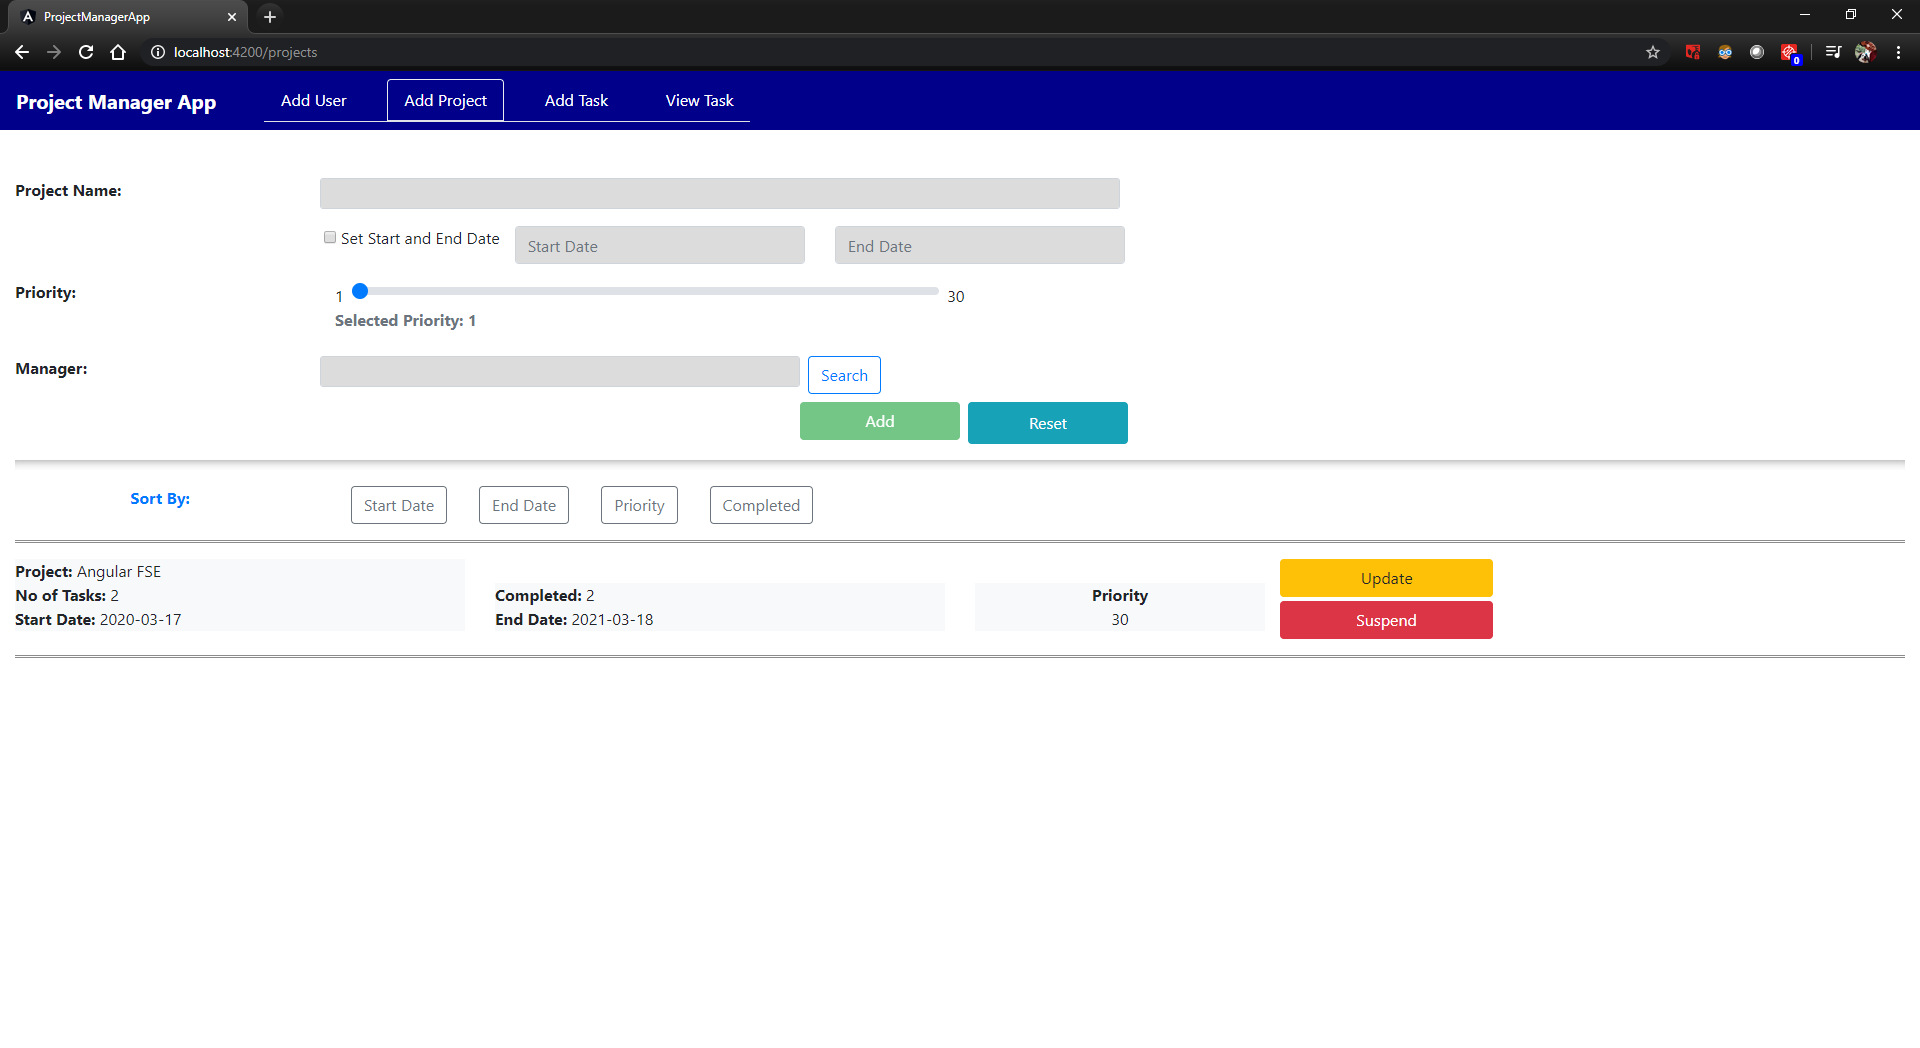 ProjectManagerApp
localhost:4200/projects
0
Project Manager App Add User Add Project Add Task View Task
Project Name:
Set Start and End Date Start Date End Date
Priority: 1 30
Selected Priority: 1
Manager: Search
Add Reset
Sort By: Start Date End Date Priority Completed
Project: Angular FSE Update
No of Tasks: 2 Completed: 2 Priority
Start Date: 2020-03-17 End Date: 2021-03-18 30 Suspend